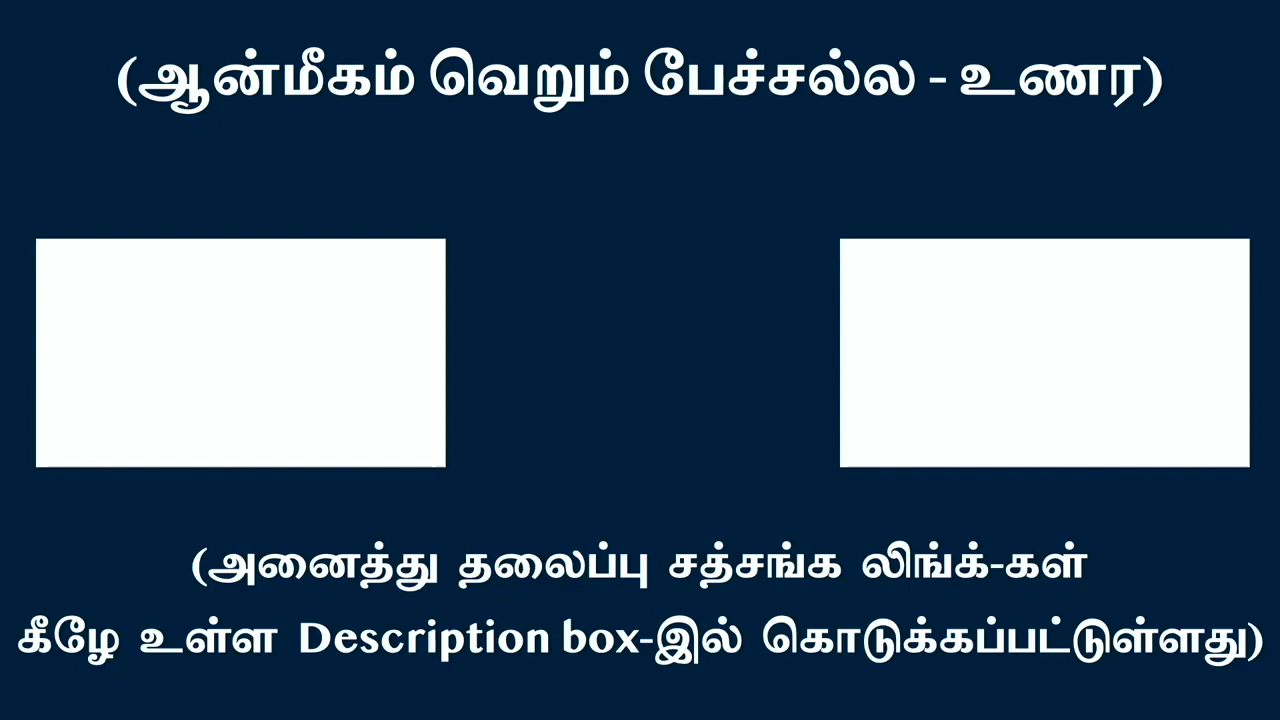 (ஆன்மீகம் வெறும் பேச்சல்ல - உணர)
(அனைத்து தலைப்பு சத்சங்க லிங்க்-கள்
கீழே உள்ள Description box-இல் கொடுக்கப்பட்டுள்ளது)